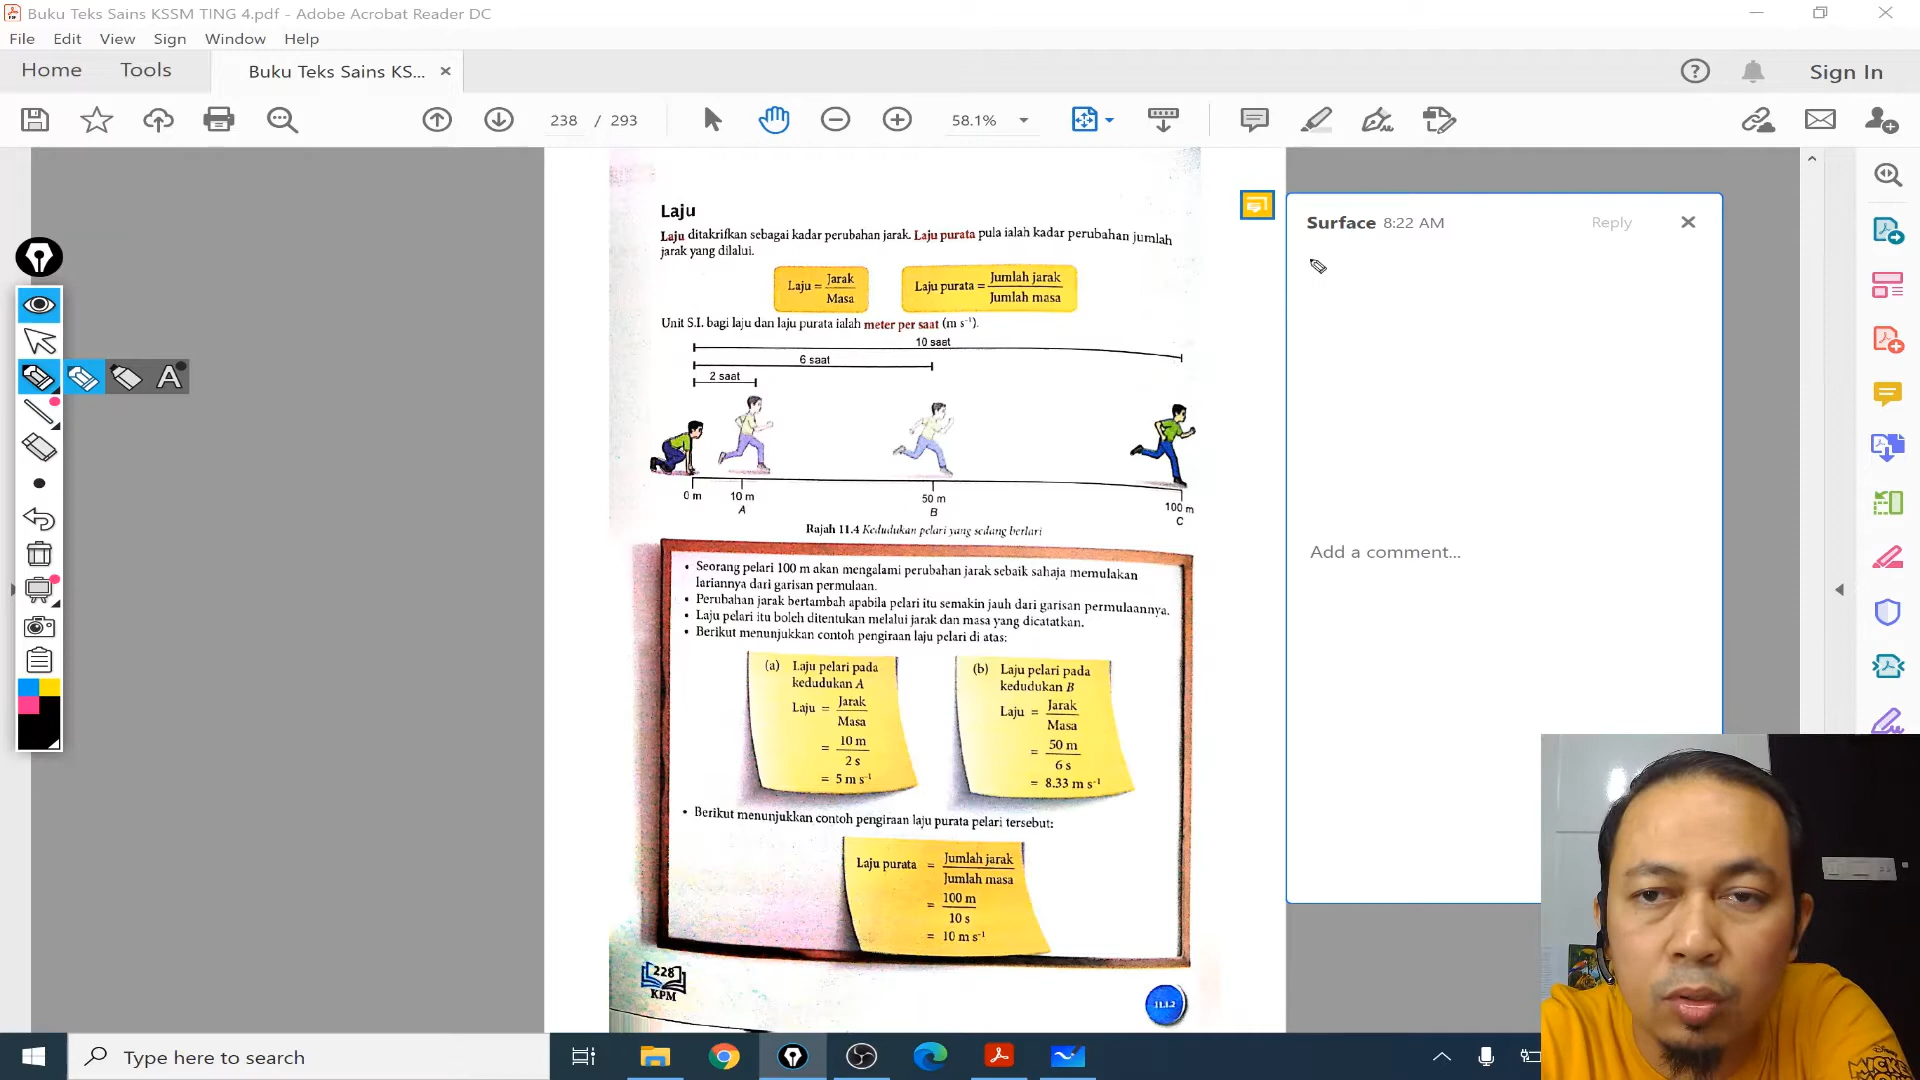 Buku Teks Sains KSSM TING 4.pdf - Adobe Acrobat Reader DC
File Edit View Sign Window Help
Home Tools Buku Teks Sains KS... Sign In
238 / 293 58.1%
Laju
Laju ditakrifkan sebagai kadar perubahan jarak. Laju purata pula ialah kadar perubahan jumlah
jarak yang dilalui.
Laju = Jarak / Masa
Laju purata = Jumlah jarak / Jumlah masa
Unit S.I. bagi laju dan laju purata ialah meter per saat (m s⁻¹).
10 saat
6 saat
2 saat
0 m 10 m 50 m 100 m
A B C
Rajah 11.4 Kedudukan pelari yang sedang berlari
• Seorang pelari 100 m akan mengalami perubahan jarak sebaik sahaja memulakan
lariannya dari garisan permulaan.
• Perubahan jarak bertambah apabila pelari itu semakin jauh dari garisan permulaannya.
• Laju pelari itu boleh ditentukan melalui jarak dan masa yang dicatatkan.
• Berikut menunjukkan contoh pengiraan laju pelari di atas:
(a) Laju pelari pada
kedudukan A
Laju = Jarak / Masa
= 10 m / 2 s
= 5 m s⁻¹
(b) Laju pelari pada
kedudukan B
Laju = Jarak / Masa
= 50 m / 6 s
= 8.33 m s⁻¹
• Berikut menunjukkan contoh pengiraan laju purata pelari tersebut:
Laju purata = Jumlah jarak / Jumlah masa
= 100 m / 10 s
= 10 m s⁻¹
228
KPM
11.1.2
Surface 8:22 AM Reply
Add a comment...
A
Type here to search